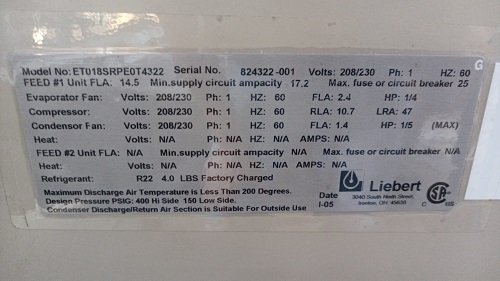 G
Model No: ET018SRPE0T4322 Serial No. 824322-001 Volts: 208/230 Ph: 1 HZ: 60
FEED #1 Unit FLA: 14.5 Min.supply circuit ampacity 17.2 Max. fuse or circuit breaker 25
Evaporator Fan: Volts: 208/230 Ph: 1 HZ: 60 FLA: 2.4 HP: 1/4
Compressor: Volts: 208/230 Ph: 1 HZ: 60 RLA: 10.7 LRA: 47
Condensor Fan: Volts: 208/230 Ph: 1 HZ: 60 FLA: 1.4 HP: 1/5 (MAX)
Heat: Volts: N/A Ph: N/A HZ: N/A AMPS: N/A
FEED #2 Unit FLA: N/A Min.supply circuit ampacity N/A Max. fuse or circuit breaker N/A
Heat: Volts: N/A Ph: N/A HZ: N/A AMPS: N/A
Refrigerant: R22 4.0 LBS Factory Charged
Maximum Discharge Air Temperature is Less Than 200 Degrees.
Design Pressure PSIG: 400 Hi Side 150 Low Side.
Condenser Discharge/Return Air Section is Suitable For Outside Use
Date
I-05
Liebert
3040 South Ninth Street,
Ironton, OH. 45638
C